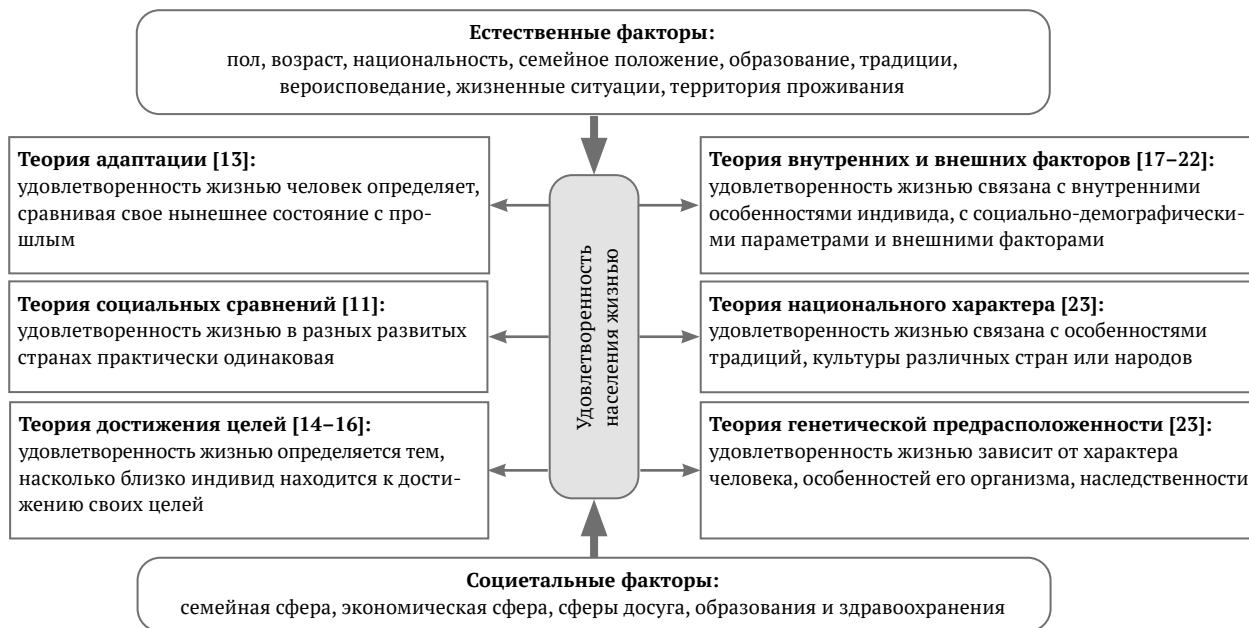 Естественные факторы:
пол, возраст, национальность, семейное положение, образование, традиции,
вероисповедание, жизненные ситуации, территория проживания
Теория адаптации [13]:
удовлетворенность жизнью человек определяет,
сравнивая свое нынешнее состояние с про-
шлым
Теория социальных сравнений [11]:
удовлетворенность жизнью в разных развитых
странах практически одинаковая
Теория достижения целей [14–16]:
удовлетворенность жизнью определяется тем,
насколько близко индивид находится к дости-
жению своих целей
Удовлетворенность
населения жизнью
Теория внутренних и внешних факторов [17–22]:
удовлетворенность жизнью связана с внутренними
особенностями индивида, с социально-демографически-
ми параметрами и внешними факторами
Теория национального характера [23]:
удовлетворенность жизнью связана с особенностями
традиций, культуры различных стран или народов
Теория генетической предрасположенности [23]:
удовлетворенность жизнью зависит от характера
человека, особенностей его организма, наследственности
Социетальные факторы:
семейная сфера, экономическая сфера, сферы досуга, образования и здравоохранения